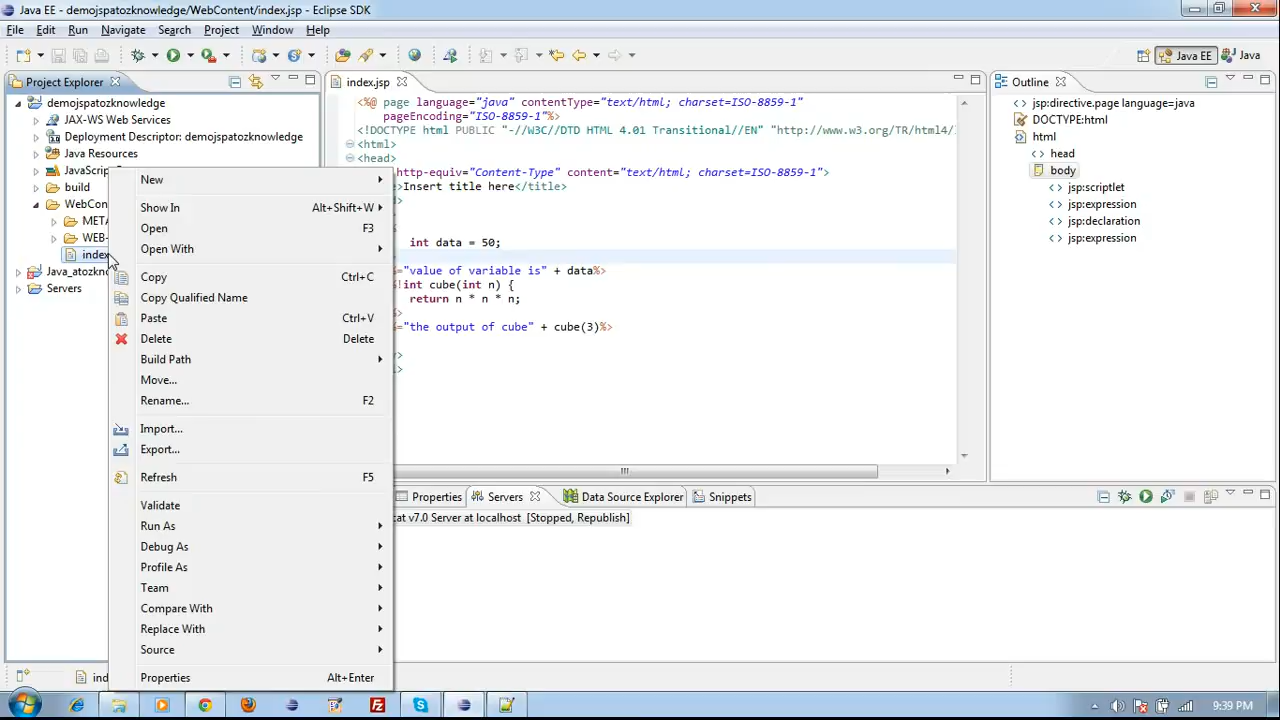 Java EE - demojspatozknowledge/WebContent/index.jsp - Eclipse SDK
File Edit Run Navigate Search Project Window Help
Java EE Java
Project Explorer
demojspatozknowledge
JAX-WS Web Services
Deployment Descriptor: demojspatozknowledge
Java Resources
JavaScrip
build
WebCon
META
WEB-
index
Java_atozkno
Servers
New
Show In Alt+Shift+W
Open F3
Open With
Copy Ctrl+C
Copy Qualified Name
Paste Ctrl+V
Delete Delete
Build Path
Move...
Rename... F2
Import...
Export...
Refresh F5
Validate
Run As
Debug As
Profile As
Team
Compare With
Replace With
Source
Properties Alt+Enter
index.jsp
<%@ page language="java" contentType="text/html; charset=ISO-8859-1"
pageEncoding="ISO-8859-1"%>
<!DOCTYPE html PUBLIC "-//W3C//DTD HTML 4.01 Transitional//EN" "http://www.w3.org/TR/html4/
<html>
<head>
http-equiv="Content-Type" content="text/html; charset=ISO-8859-1">
>Insert title here</title>
>
int data = 50;
="value of variable is" + data%>
!int cube(int n) {
return n * n * n;
>
="the output of cube" + cube(3)%>
>
>
Outline
jsp:directive.page language=java
DOCTYPE:html
html
head
body
jsp:scriptlet
jsp:expression
jsp:declaration
jsp:expression
Properties Servers Data Source Explorer Snippets
cat v7.0 Server at localhost [Stopped, Republish]
ind
9:39 PM